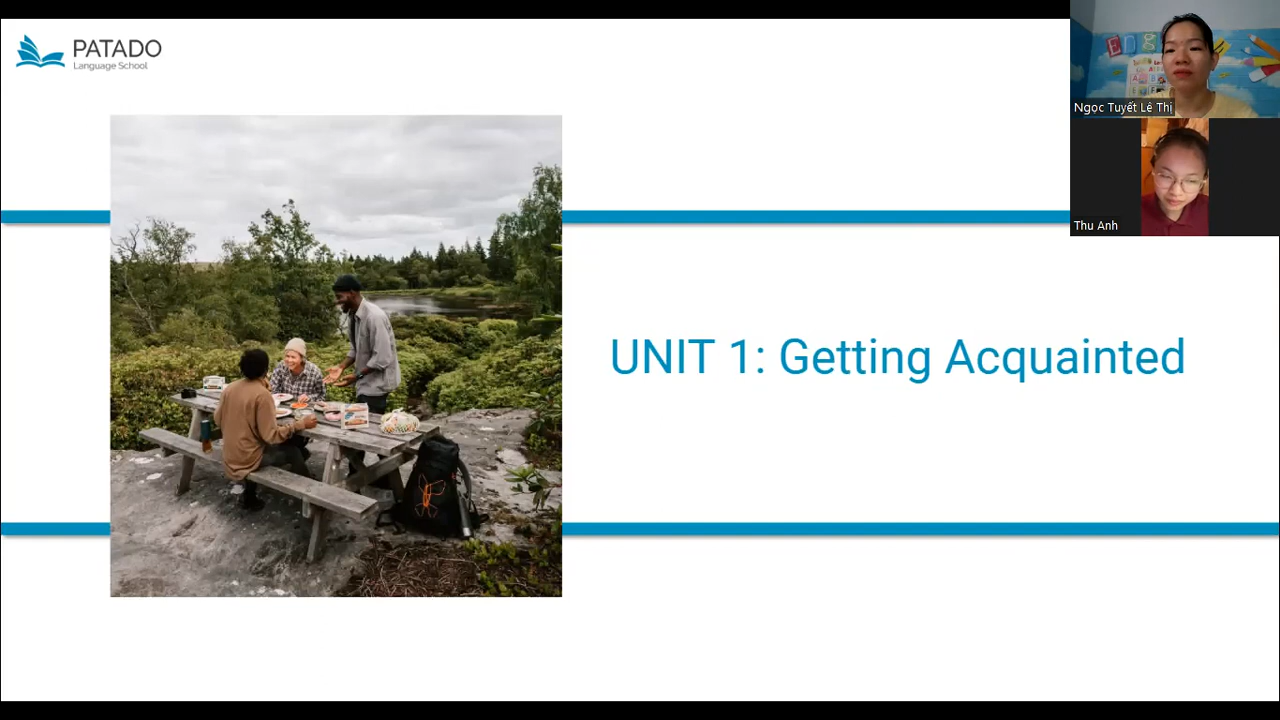 PATADO
Language School
UNIT 1: Getting Acquainted
Ngọc Tuyết Lê Thị
Thu Anh